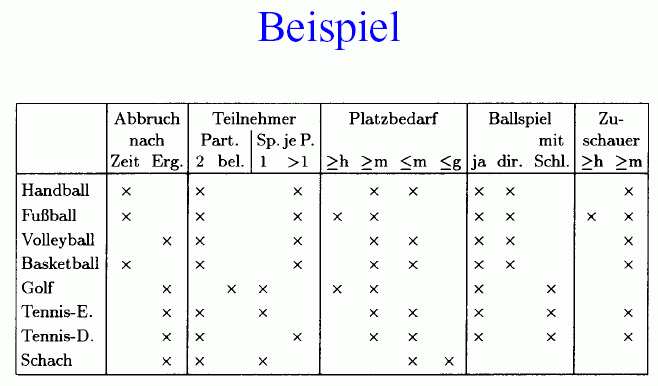 Beispiel
Abbruch Teilnehmer Platzbedarf Ballspiel Zu-
nach Part. Sp. je P. mit schauer
Zeit Erg. 2 bel. 1 >1 ≥h ≥m ≤m ≤g ja dir. Schl. ≥h ≥m
Handball × × × × × × × ×
Fußball × × × × × × × × ×
Volleyball × × × × × × × ×
Basketball × × × × × × × ×
Golf × × × × × × ×
Tennis-E. × × × × × × × ×
Tennis-D. × × × × × × × ×
Schach × × × × ×